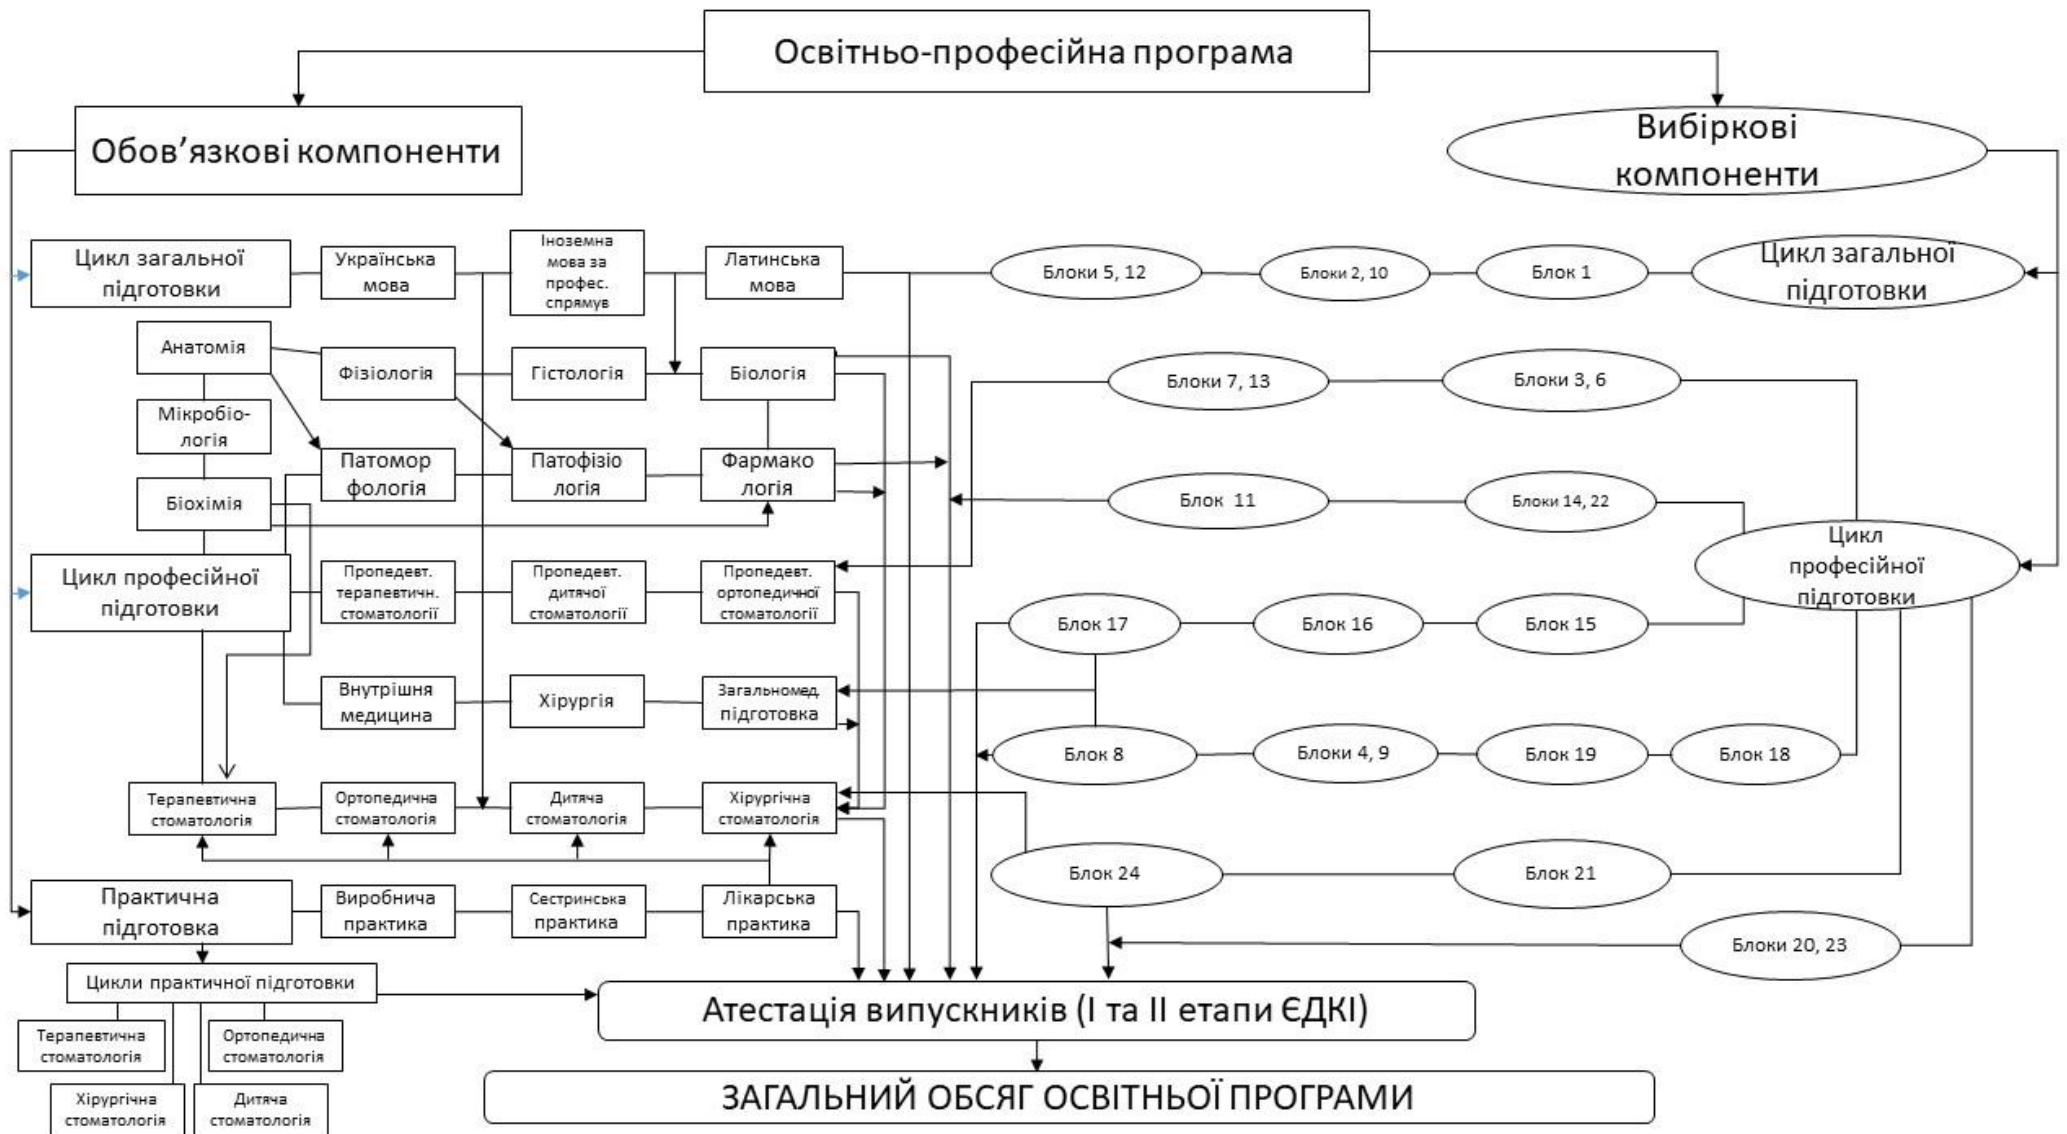 Освітньо-професійна програма
Обов’язкові компоненти
Вибіркові
компоненти
Цикл загальної
підготовки
Українська
мова
Іноземна
мова за
профес.
спрямув
Латинська
мова
Блоки 5, 12
Блоки 2, 10
Блок 1
Цикл загальної
підготовки
Анатомія
Фізіологія
Гістологія
Біологія
Блоки 7, 13
Блоки 3, 6
Мікробіо-
логія
Патомор
фологія
Патофізіо
логія
Фармако
логія
Біохімія
Блок 11
Блоки 14, 22
Цикл
професійної
підготовки
Цикл професійної
підготовки
Пропедевт.
терапевтичн.
стоматології
Пропедевт.
дитячої
стоматології
Пропедевт.
ортопедичної
стоматології
Блок 17
Блок 16
Блок 15
Внутрішня
медицина
Хірургія
Загальномед.
підготовка
Блок 8
Блоки 4, 9
Блок 19
Блок 18
Терапевтична
стоматологія
Ортопедична
стоматологія
Дитяча
стоматологія
Хірургічна
стоматологія
Блок 24
Блок 21
Практична
підготовка
Виробнича
практика
Сестринська
практика
Лікарська
практика
Блоки 20, 23
Цикли практичної підготовки
Терапевтична
стоматологія
Ортопедична
стоматологія
Хірургічна
стоматологія
Дитяча
стоматологія
Атестація випускників (І та ІІ етапи ЄДКІ)
ЗАГАЛЬНИЙ ОБСЯГ ОСВІТНЬОЇ ПРОГРАМИ